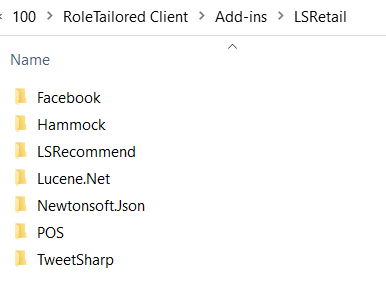 100 > RoleTailored Client > Add-ins > LSRetail
Name
Facebook
Hammock
LSRecommend
Lucene.Net
Newtonsoft.Json
POS
TweetSharp